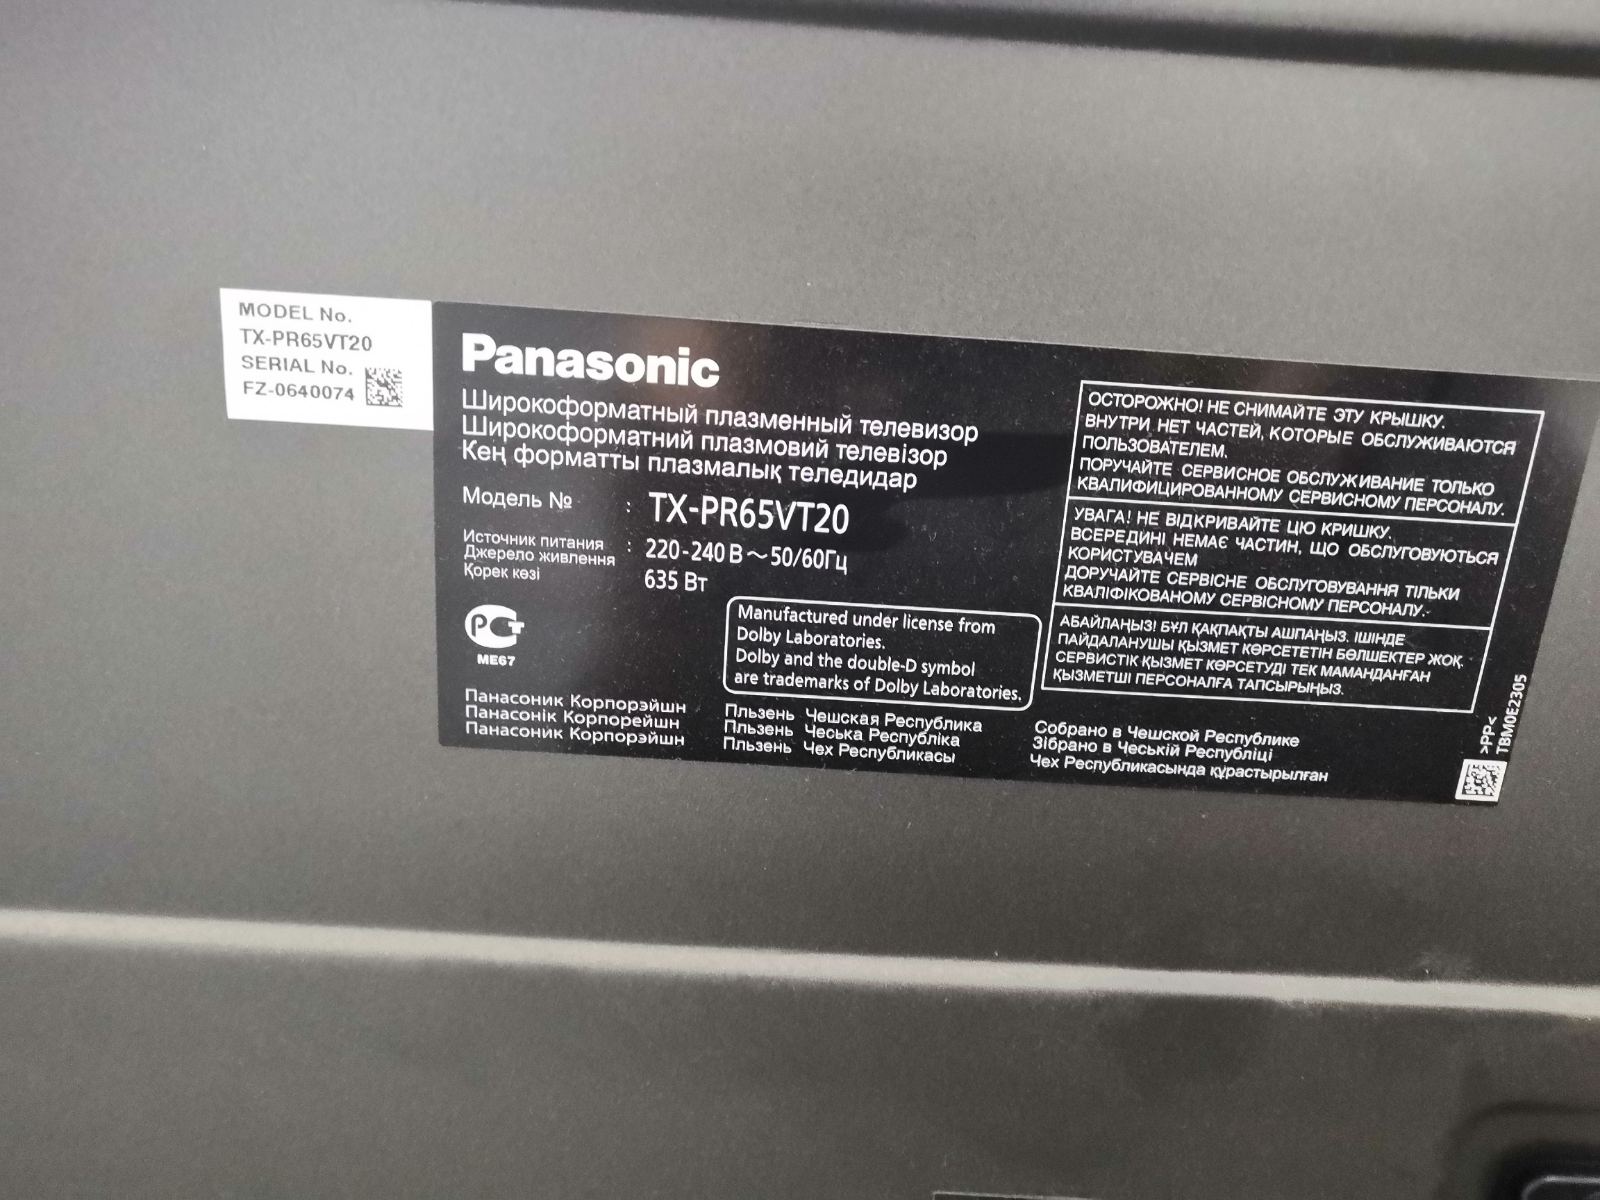 MODEL No.
TX-PR65VT20
SERIAL No.
FZ-0640074
Panasonic
Широкоформатный плазменный телевизор
Широкоформатний плазмовий телевізор
Кең форматты плазмалық теледидар
Модель № : TX-PR65VT20
Источник питания
Джерело живлення : 220-240 В ~ 50/60Гц
Қорек көзі 635 Вт
РСТ
ME67
Manufactured under license from
Dolby Laboratories.
Dolby and the double-D symbol
are trademarks of Dolby Laboratories.
Панасоник Корпорэйшн
Панасонік Корпорейшн
Панасоник Корпорэйшн
Пльзень Чешская Республика
Пльзень Чеська Республіка
Пльзень Чех Республикасы
ОСТОРОЖНО! НЕ СНИМАЙТЕ ЭТУ КРЫШКУ.
ВНУТРИ НЕТ ЧАСТЕЙ, КОТОРЫЕ ОБСЛУЖИВАЮТСЯ
ПОЛЬЗОВАТЕЛЕМ.
ПОРУЧАЙТЕ СЕРВИСНОЕ ОБСЛУЖИВАНИЕ ТОЛЬКО
КВАЛИФИЦИРОВАННОМУ СЕРВИСНОМУ ПЕРСОНАЛУ.
УВАГА! НЕ ВІДКРИВАЙТЕ ЦЮ КРИШКУ.
ВСЕРЕДИНІ НЕМАЄ ЧАСТИН, ЩО ОБСЛУГОВУЮТЬСЯ
КОРИСТУВАЧЕМ
ДОРУЧАЙТЕ СЕРВІСНЕ ОБСЛУГОВУВАННЯ ТІЛЬКИ
КВАЛІФІКОВАНОМУ СЕРВІСНОМУ ПЕРСОНАЛУ.
АБАЙЛАҢЫЗ! БҰЛ ҚАҚПАҚТЫ АШПАҢЫЗ. ІШІНДЕ
ПАЙДАЛАНУШЫ ҚЫЗМЕТ КӨРСЕТЕТІН БӨЛШЕКТЕР ЖОҚ.
СЕРВИСТІК ҚЫЗМЕТ КӨРСЕТУДІ ТЕК МАМАНДАНҒАН
ҚЫЗМЕТШІ ПЕРСОНАЛҒА ТАПСЫРЫҢЫЗ.
Собрано в Чешской Республике
Зібрано в Чеській Республіці
Чех Республикасында құрастырылған
>PP<
TBM0E2305